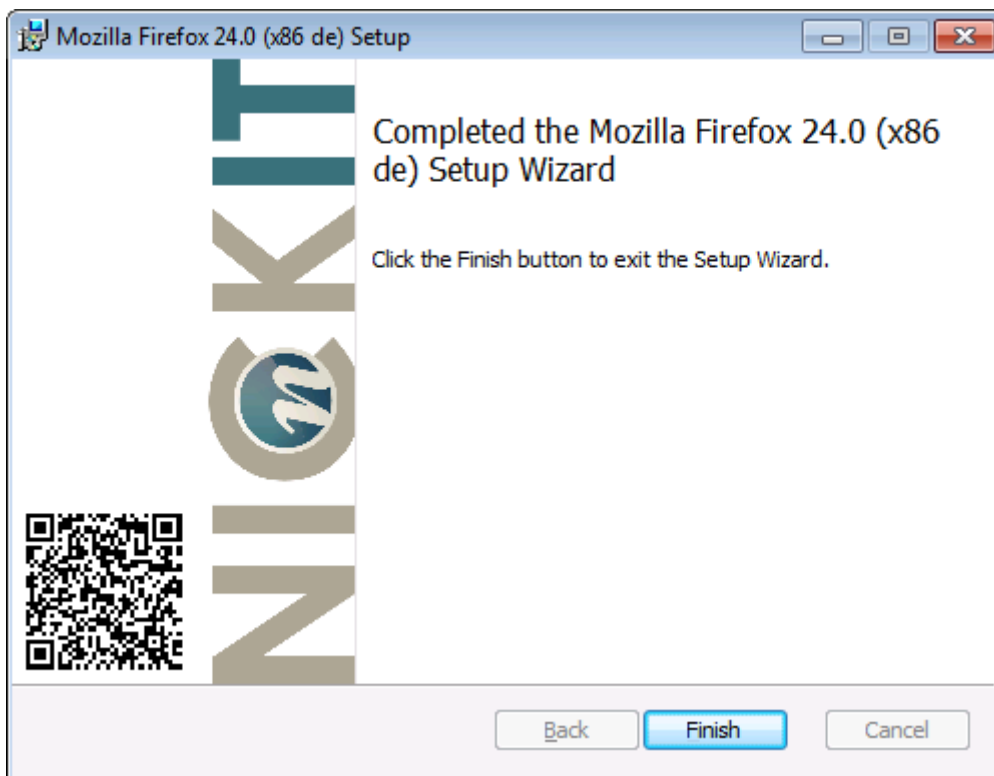 Mozilla Firefox 24.0 (x86 de) Setup
NICKIT
Completed the Mozilla Firefox 24.0 (x86
de) Setup Wizard
Click the Finish button to exit the Setup Wizard.
Back
Finish
Cancel